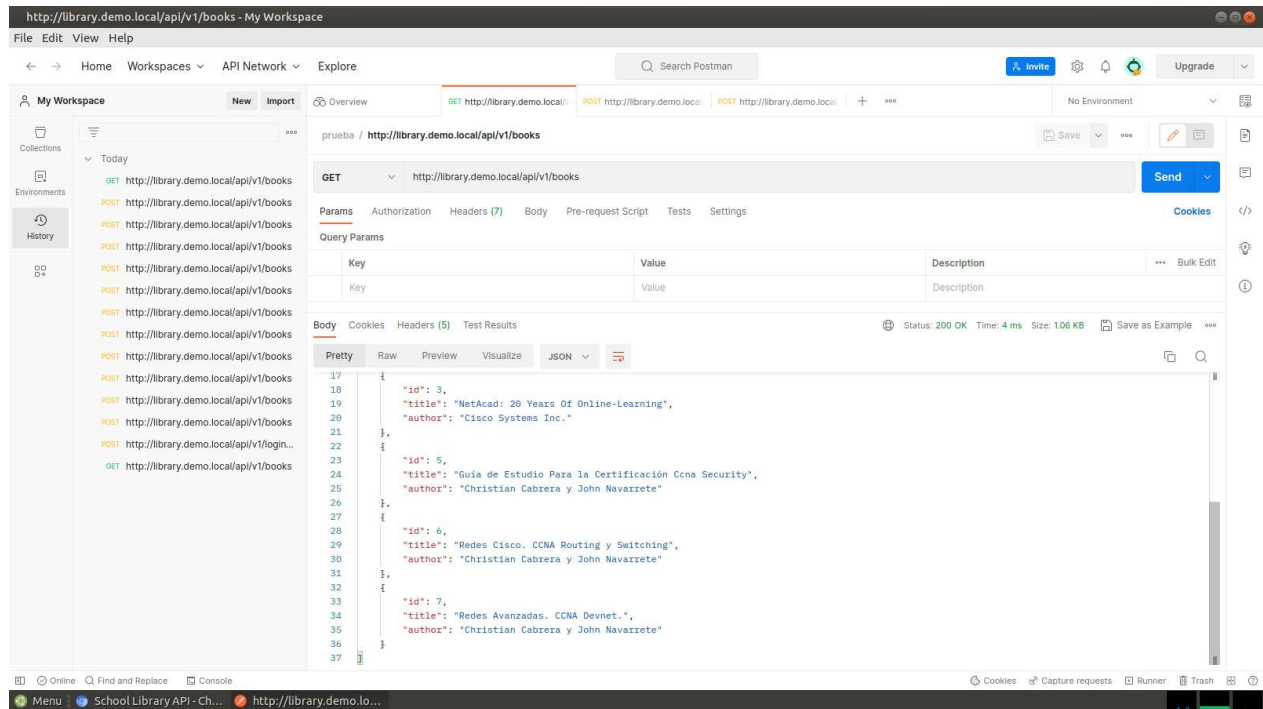 http://library.demo.local/api/v1/books - My Workspace
File Edit View Help
Home Workspaces API Network Explore
Search Postman
Invite
Upgrade
My Workspace
New Import
Overview
GET http://library.demo.local/
POST http://library.demo.local
POST http://library.demo.local
No Environment
Collections
Environments
History
Today
GET http://library.demo.local/api/v1/books
POST http://library.demo.local/api/v1/books
POST http://library.demo.local/api/v1/books
POST http://library.demo.local/api/v1/books
POST http://library.demo.local/api/v1/books
POST http://library.demo.local/api/v1/books
POST http://library.demo.local/api/v1/books
POST http://library.demo.local/api/v1/books
POST http://library.demo.local/api/v1/books
POST http://library.demo.local/api/v1/books
POST http://library.demo.local/api/v1/books
POST http://library.demo.local/api/v1/books
POST http://library.demo.local/api/v1/login...
GET http://library.demo.local/api/v1/books
prueba / http://library.demo.local/api/v1/books
Save
GET http://library.demo.local/api/v1/books
Send
Params Authorization Headers (7) Body Pre-request Script Tests Settings
Cookies
Query Params
Key Value Description
Bulk Edit
Key Value Description
Body Cookies Headers (5) Test Results
Status: 200 OK Time: 4 ms Size: 1.06 KB
Save as Example
Pretty Raw Preview Visualize JSON
17 {
18 "id": 3,
19 "title": "NetAcad: 20 Years Of Online-Learning",
20 "author": "Cisco Systems Inc."
21 },
22 {
23 "id": 5,
24 "title": "Guía de Estudio Para la Certificación Ccna Security",
25 "author": "Christian Cabrera y John Navarrete"
26 },
27 {
28 "id": 6,
29 "title": "Redes Cisco. CCNA Routing y Switching",
30 "author": "Christian Cabrera y John Navarrete"
31 },
32 {
33 "id": 7,
34 "title": "Redes Avanzadas. CCNA Devnet.",
35 "author": "Christian Cabrera y John Navarrete"
36 }
37 ]
Online Find and Replace Console
Cookies Capture requests Runner Trash
Menu School Library API - Ch... http://library.demo.lo...